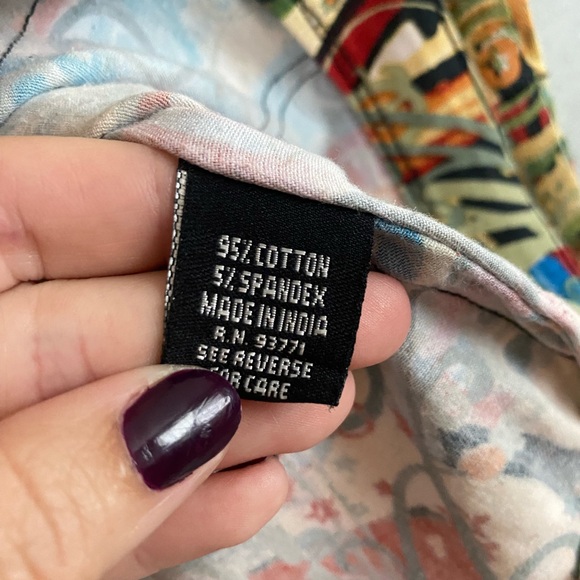 95% COTTON
5% SPANDEX
MADE IN INDIA
R.N. 93771
SEE REVERSE
FOR CARE